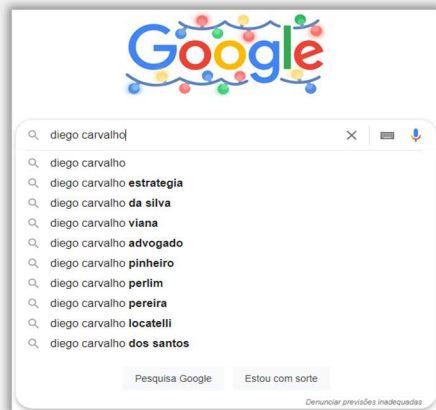 Google
diego carvalho
diego carvalho
diego carvalho estrategia
diego carvalho da silva
diego carvalho viana
diego carvalho advogado
diego carvalho pinheiro
diego carvalho perlim
diego carvalho pereira
diego carvalho locatelli
diego carvalho dos santos
Pesquisa Google Estou com sorte
Denunciar previsões inadequadas